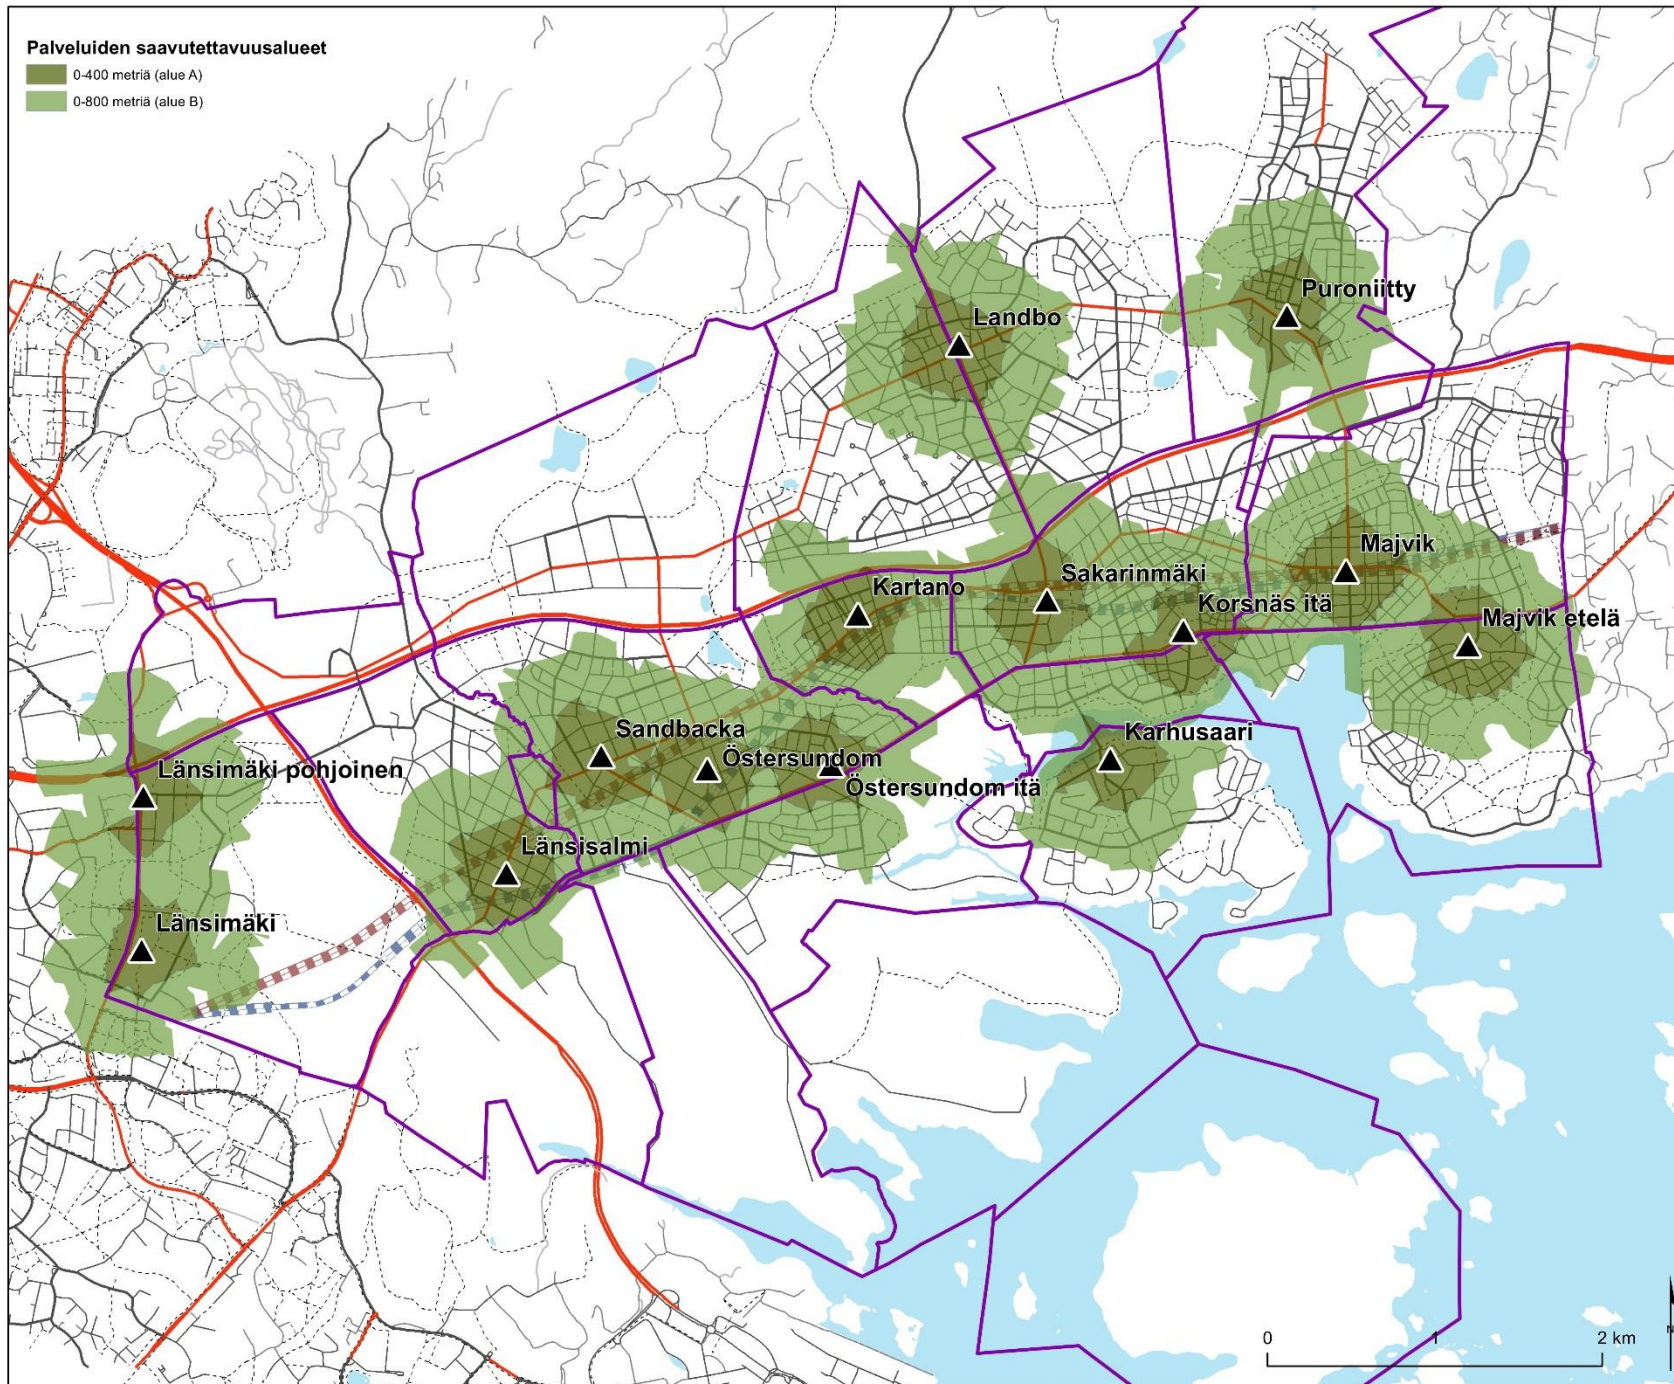 Palveluiden saavutettavuusalueet
0-400 metriä (alue A)
0-800 metriä (alue B)
Puroniitty
Landbo
Majvik
Sakarinmäki
Kartano
Korsnäs itä
Majvik etelä
Sandbacka
Karhusaari
Östersundom
Länsimäki pohjoinen
Östersundom itä
Länsisalmi
Länsimäki
0 1 2 km
N